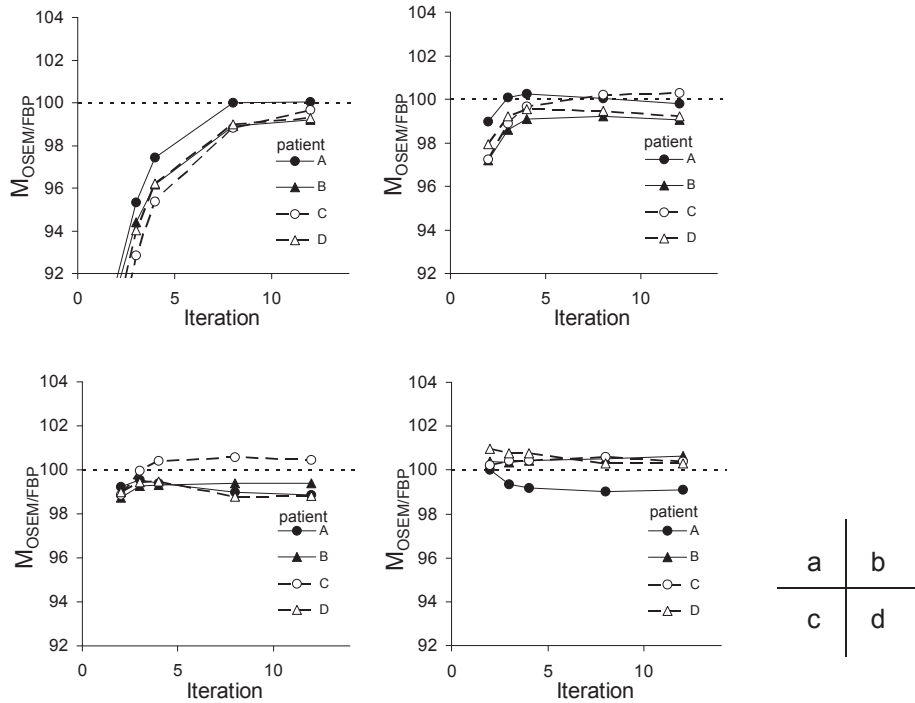 104
102
100
98
96
94
92
M_OSEM/FBP
patient
A
B
C
D
0 5 10
Iteration
104
102
100
98
96
94
92
M_OSEM/FBP
patient
A
B
C
D
0 5 10
Iteration
104
102
100
98
96
94
92
M_OSEM/FBP
patient
A
B
C
D
0 5 10
Iteration
104
102
100
98
96
94
92
M_OSEM/FBP
patient
A
B
C
D
0 5 10
Iteration
a b
c d